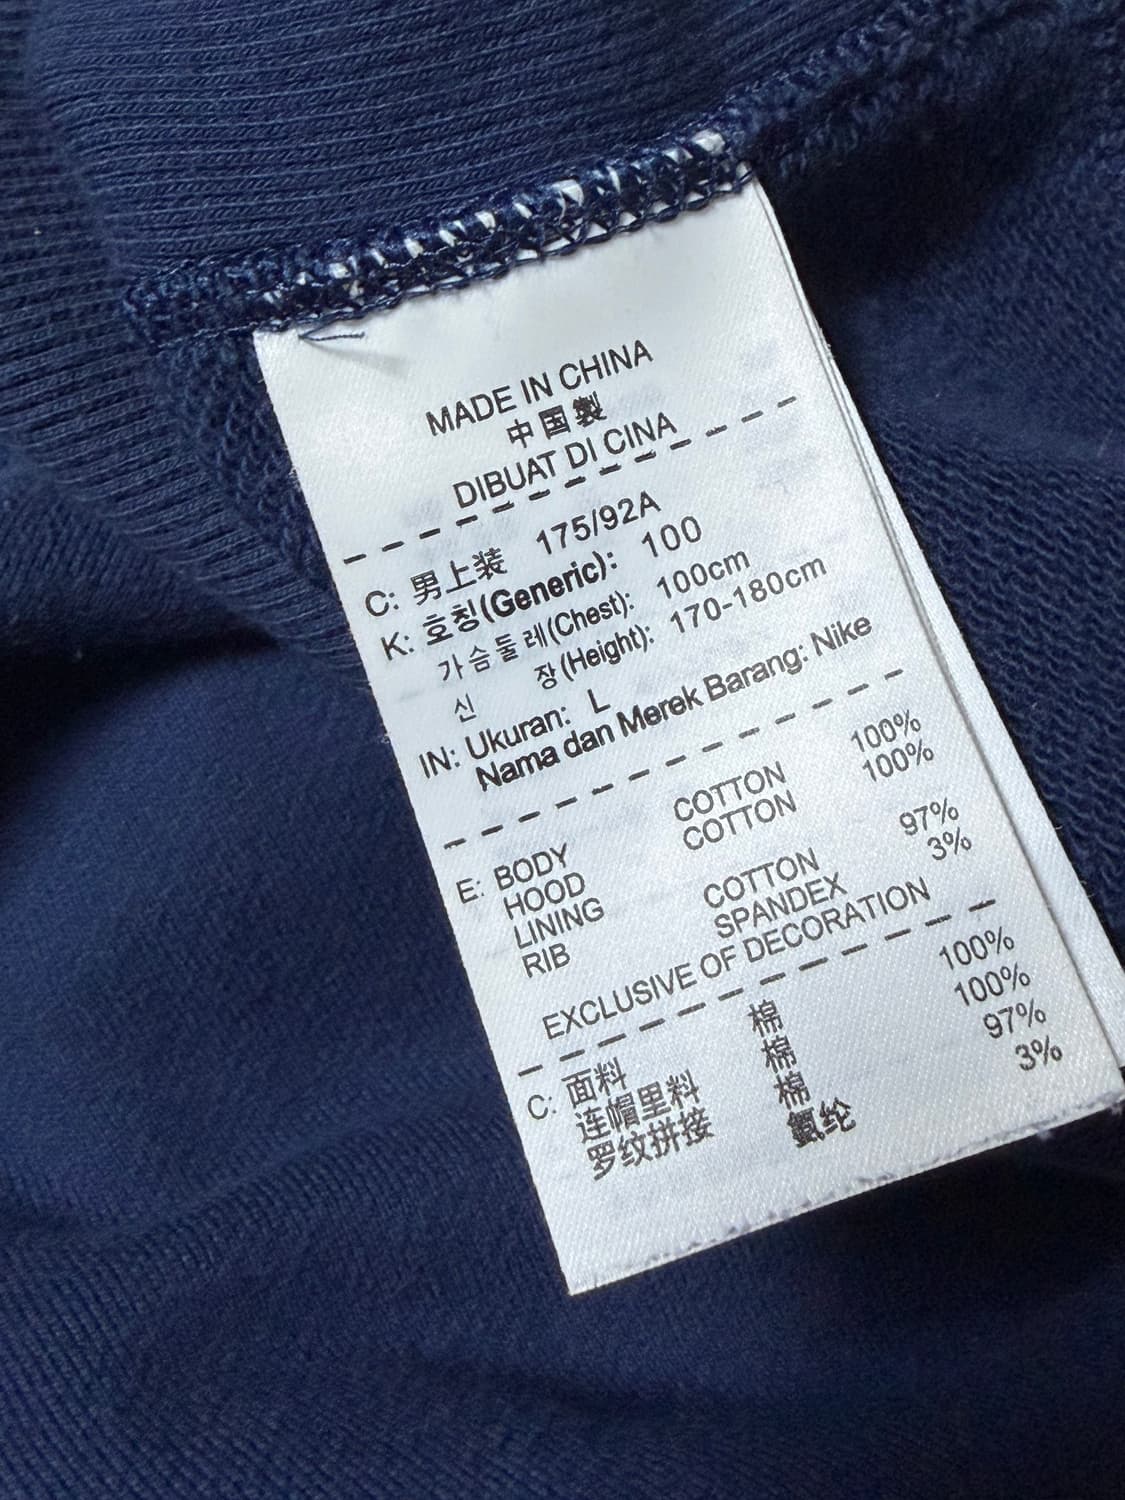 MADE IN CHINA
中国製
DIBUAT DI CINA
C: 男上装 175/92A
K: 호칭(Generic): 100
가슴둘레(Chest): 100cm
신 장(Height): 170-180cm
IN: Ukuran: L
Nama dan Merek Barang: Nike
E: BODY COTTON 100%
HOOD LINING COTTON 100%
RIB COTTON 97%
SPANDEX 3%
EXCLUSIVE OF DECORATION
C: 面料 棉 100%
连帽里料 棉 100%
罗纹拼接 棉 97%
氨纶 3%